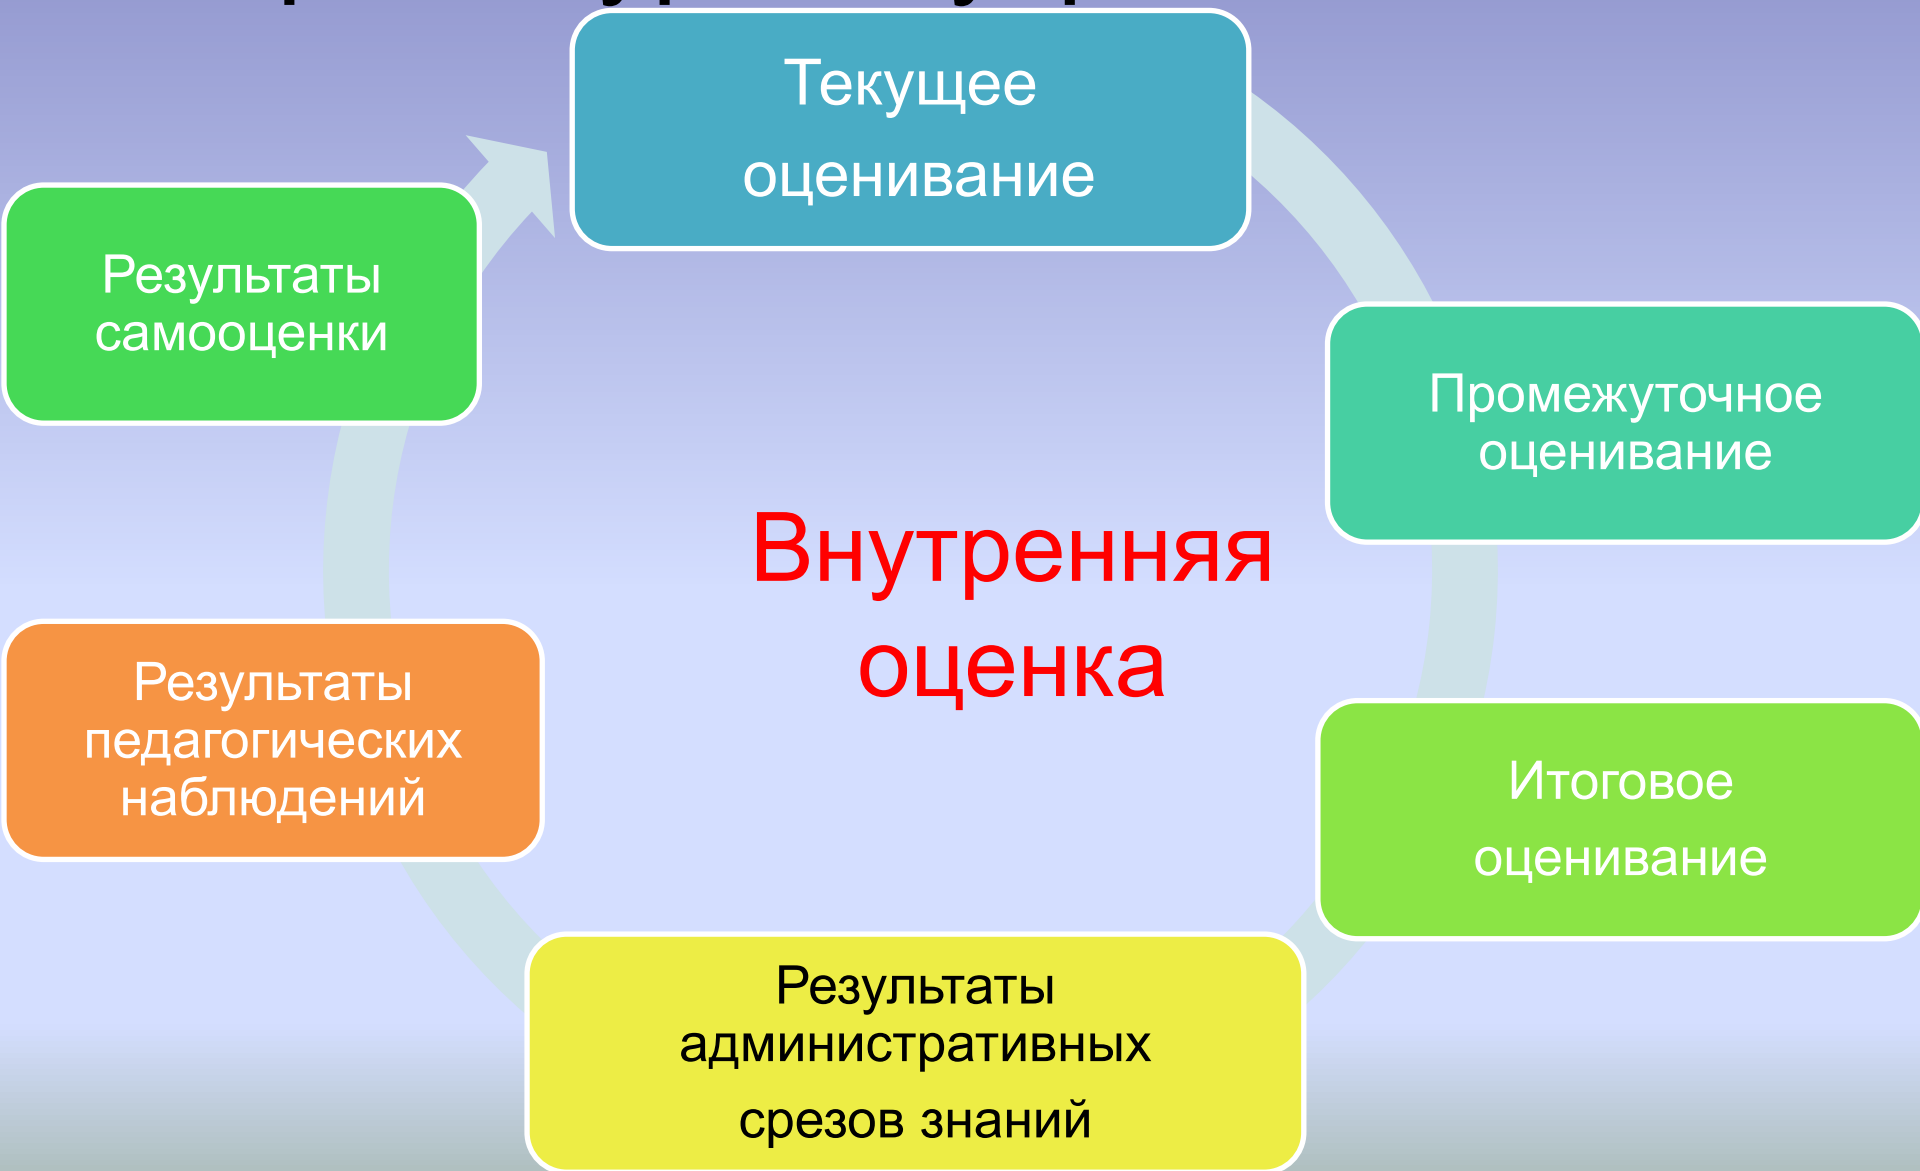 Текущее
оценивание
Промежуточное
оценивание
Итоговое
оценивание
Результаты
административных
срезов знаний
Результаты
педагогических
наблюдений
Результаты
самооценки
Внутренняя
оценка